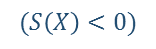 (S(X) < 0)